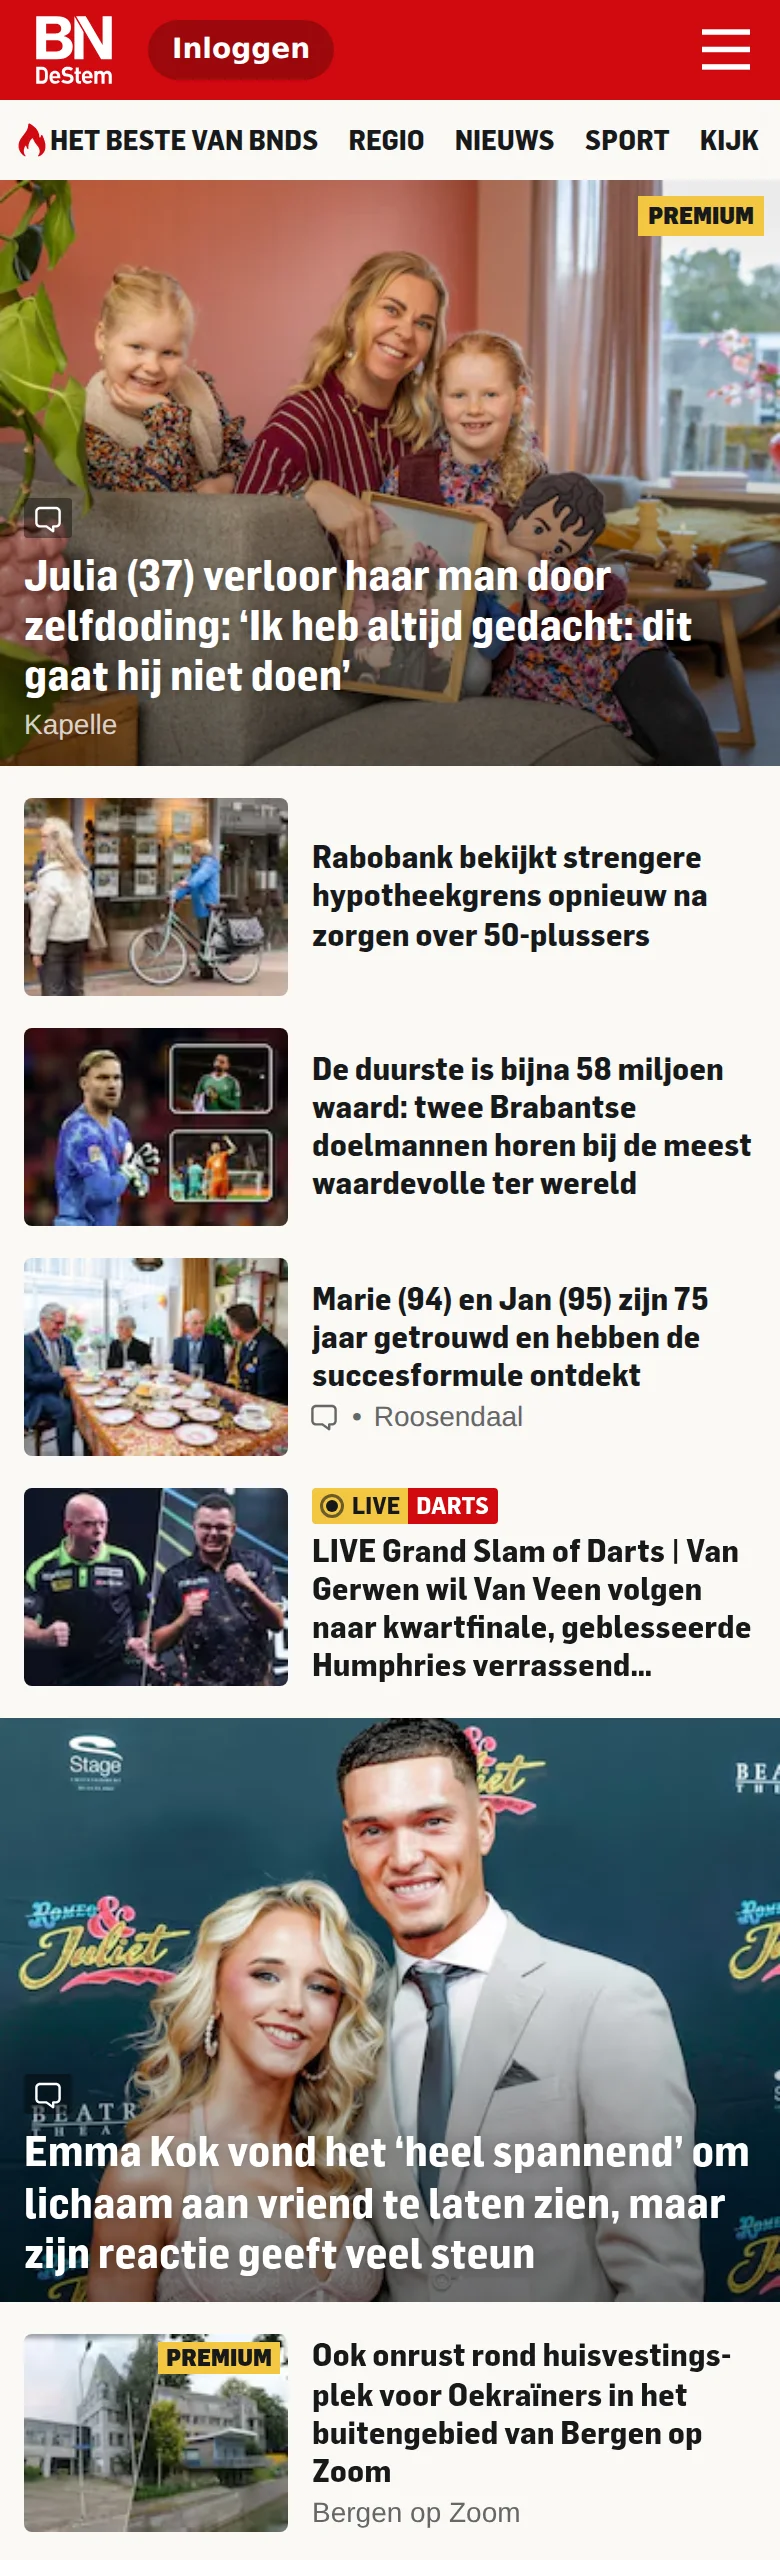 BN
DeStem
Inloggen
HET BESTE VAN BNDS REGIO NIEUWS SPORT KIJK
PREMIUM
Julia (37) verloor haar man door
zelfdoding: ‘Ik heb altijd gedacht: dit
gaat hij niet doen’
Kapelle
Rabobank bekijkt strengere
hypotheekgrens opnieuw na
zorgen over 50-plussers
De duurste is bijna 58 miljoen
waard: twee Brabantse
doelmannen horen bij de meest
waardevolle ter wereld
Marie (94) en Jan (95) zijn 75
jaar getrouwd en hebben de
succesformule ontdekt
• Roosendaal
LIVE DARTS
LIVE Grand Slam of Darts | Van
Gerwen wil Van Veen volgen
naar kwartfinale, geblesseerde
Humphries verrassend...
Stage
&
iet
BEA
TH
ROMEO
&
Juliet
BEATR
THEA
Emma Kok vond het ‘heel spannend’ om
lichaam aan vriend te laten zien, maar
zijn reactie geeft veel steun
PREMIUM
Ook onrust rond huisvestings-
plek voor Oekraïners in het
buitengebied van Bergen op
Zoom
Bergen op Zoom